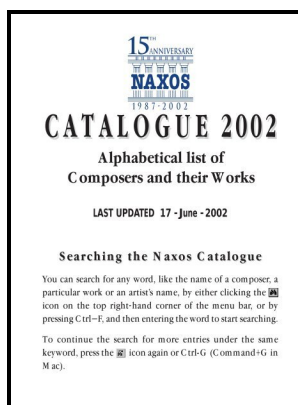 15TH
ANNIVERSARY
NAXOS
1987-2002
CATALOGUE 2002
Alphabetical list of
Composers and their Works
LAST UPDATED 17 - June - 2002
Searching the Naxos Catalogue
You can search for any word, like the name of a composer, a
particular work or an artist's name, by either clicking the
icon on the top right-hand corner of the menu bar, or by
pressing Ctrl–F, and then entering the word to start searching.
To continue the search for more entries under the same
keyword, press the icon again or Ctrl-G (Command+G in
Mac).